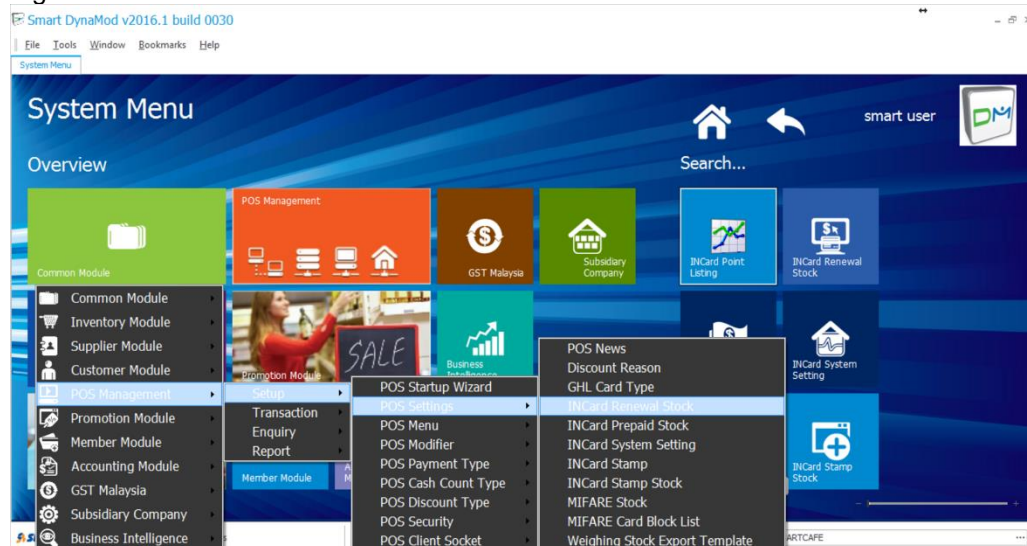 Smart DynaMod v2016.1 build 0030
File Tools Window Bookmarks Help
System Menu
System Menu
smart user
DM
Overview
Search...
POS Management
Common Module
GST Malaysia
Subsidiary
Company
INCard Point
Listing
INCard Renewal
Stock
Common Module
Inventory Module
Supplier Module
Customer Module
POS Management
Promotion Module
Member Module
Accounting Module
GST Malaysia
Subsidiary Company
Business Intelligence
SALE
Promotion Module
Business
Intelligence
Setup
Transaction
Enquiry
Report
Member Module
POS Startup Wizard
POS Settings
POS Menu
POS Modifier
POS Payment Type
POS Cash Count Type
POS Discount Type
POS Security
POS Client Socket
POS News
Discount Reason
GHL Card Type
INCard Renewal Stock
INCard Prepaid Stock
INCard System Setting
INCard Stamp
INCard Stamp Stock
MIFARE Stock
MIFARE Card Block List
Weighing Stock Export Template
INCard System
Setting
INCard Stamp
Stock
ARTCAFE